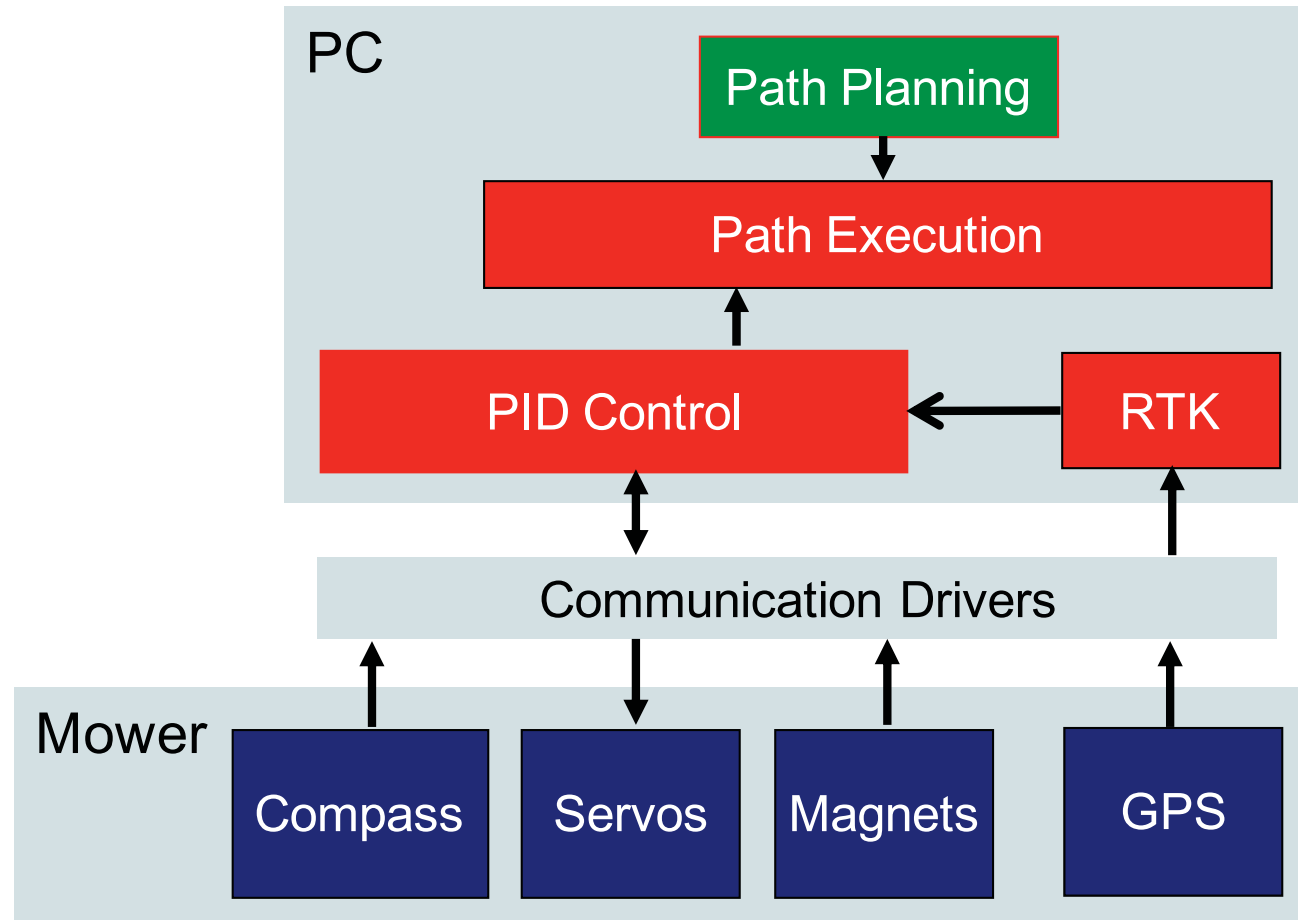 PC
Path Planning
Path Execution
PID Control
RTK
Communication Drivers
Mower
Compass
Servos
Magnets
GPS